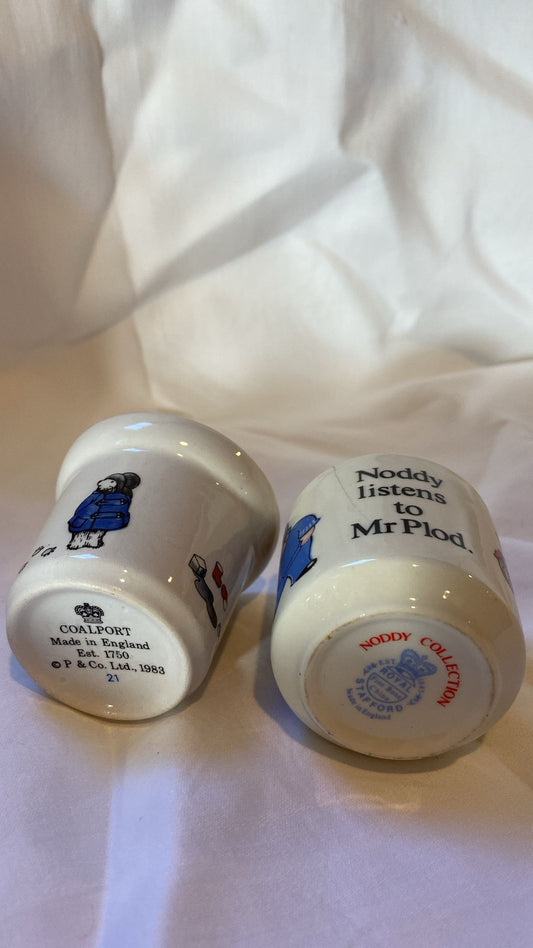 COALPORT
Made in England
Est. 1750
© P & Co. Ltd., 1983
21
Noddy
listens
to
Mr Plod.
NODDY COLLECTION
EST
ROYAL
STAFFORD
Made in England